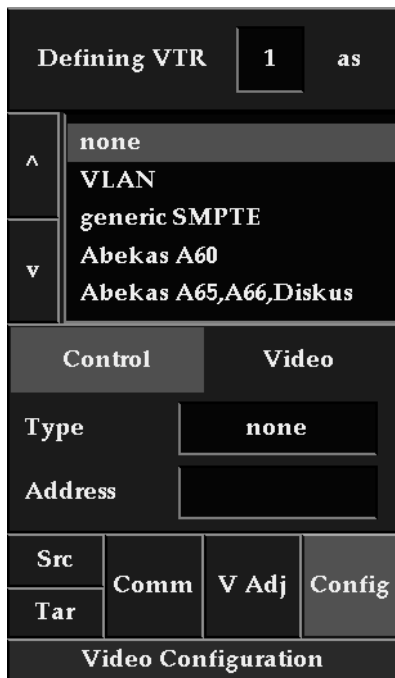 Defining VTR 1 as
^
v
none
VLAN
generic SMPTE
Abekas A60
Abekas A65,A66,Diskus
Control Video
Type none
Address
Src
Tar
Comm V Adj Config
Video Configuration